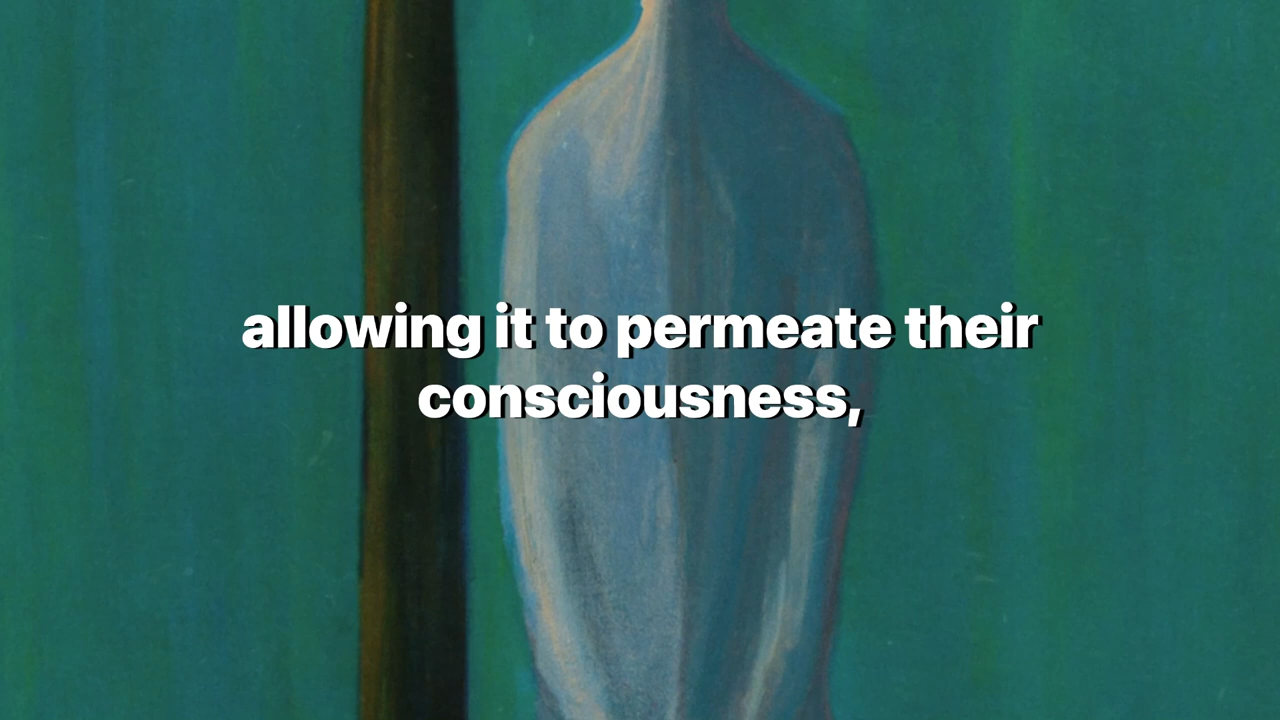 allowing it to permeate their
consciousness,